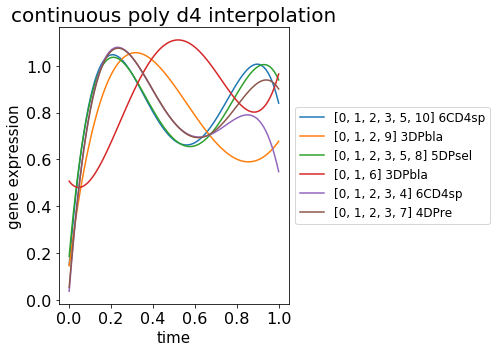 continuous poly d4 interpolation
gene expression
1.0
0.8
0.6
0.4
0.2
0.0
0.0 0.2 0.4 0.6 0.8 1.0
time
[0, 1, 2, 3, 5, 10] 6CD4sp
[0, 1, 2, 9] 3DPbla
[0, 1, 2, 3, 5, 8] 5DPsel
[0, 1, 6] 3DPbla
[0, 1, 2, 3, 4] 6CD4sp
[0, 1, 2, 3, 7] 4DPre